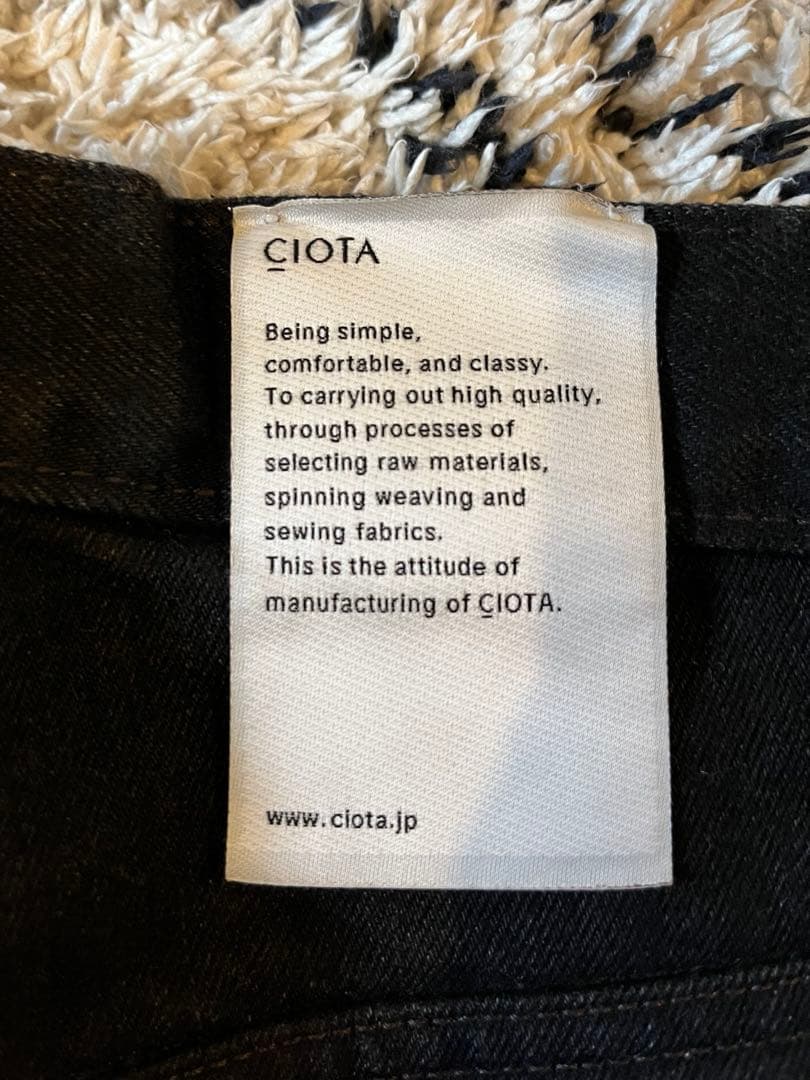 CIOTA
Being simple,
comfortable, and classy.
To carrying out high quality,
through processes of
selecting raw materials,
spinning weaving and
sewing fabrics.
This is the attitude of
manufacturing of CIOTA.
www.ciota.jp